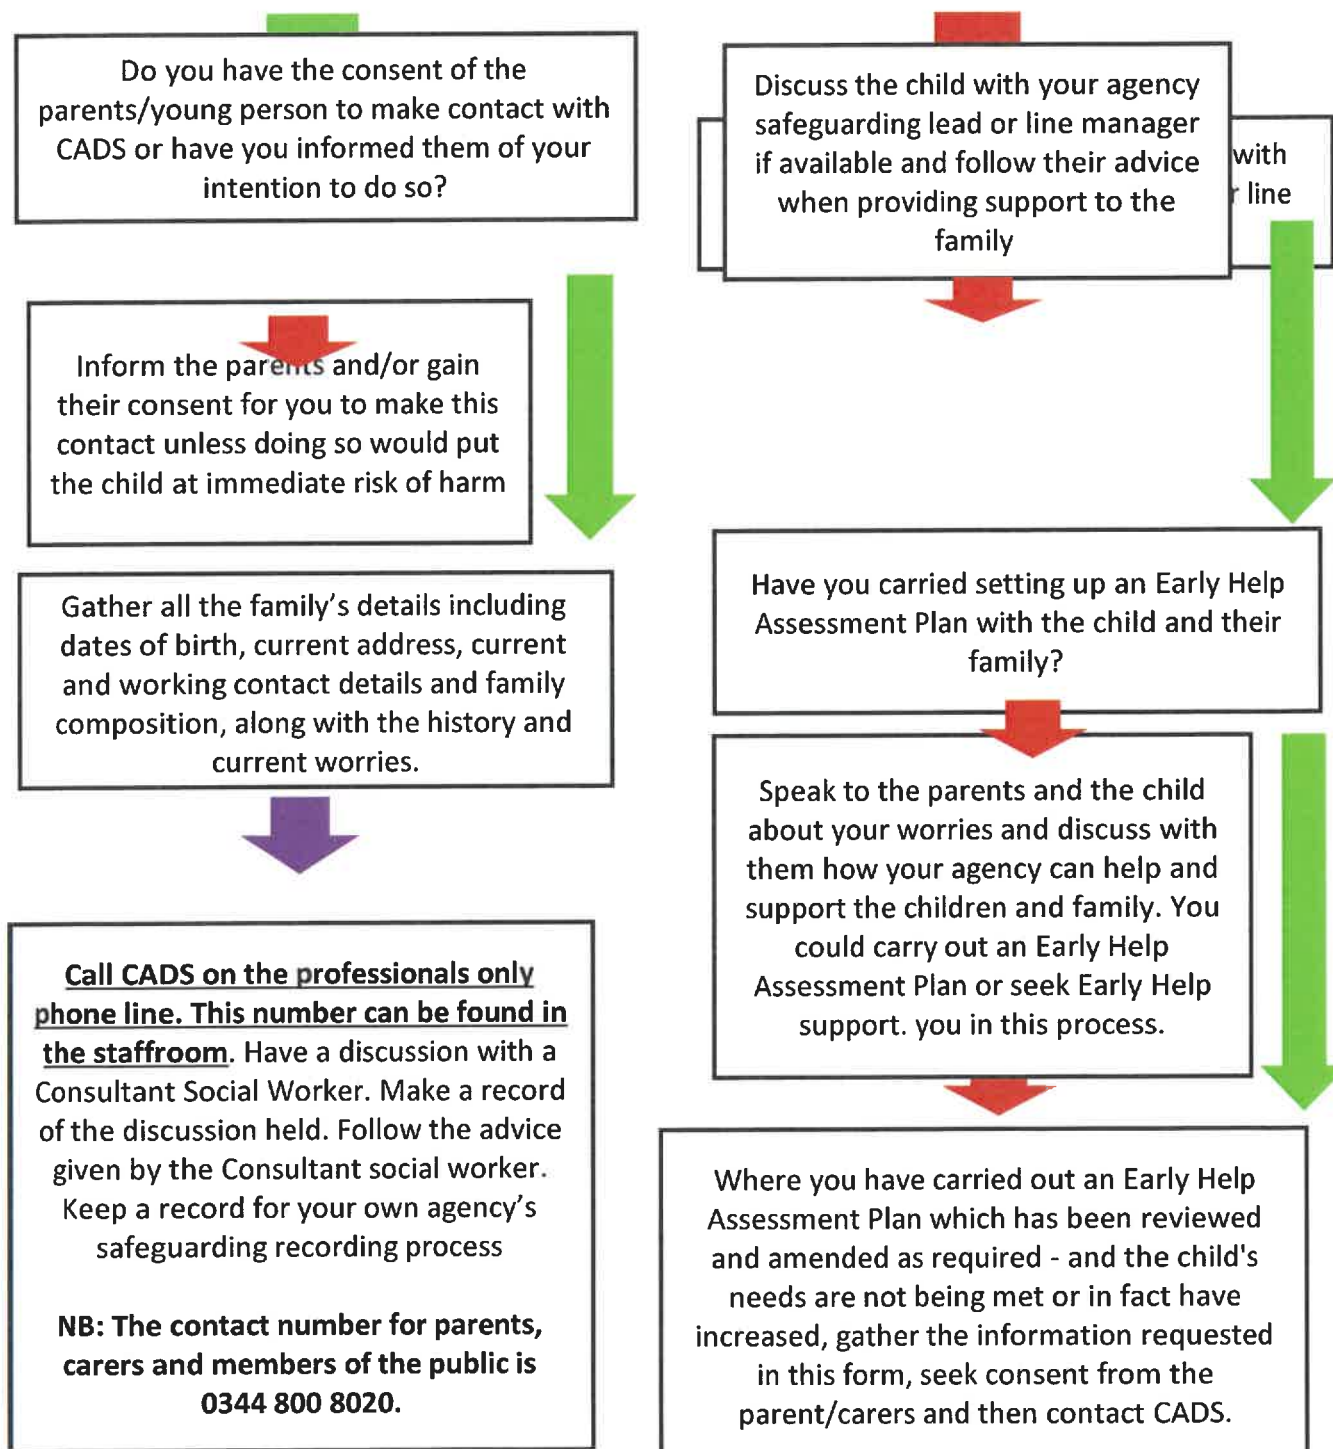 Do you have the consent of the
parents/young person to make contact with
CADS or have you informed them of your
intention to do so?
Inform the parents and/or gain
their consent for you to make this
contact unless doing so would put
the child at immediate risk of harm
Gather all the family's details including
dates of birth, current address, current
and working contact details and family
composition, along with the history and
current worries.
Call CADS on the professionals only
phone line. This number can be found in
the staffroom. Have a discussion with a
Consultant Social Worker. Make a record
of the discussion held. Follow the advice
given by the Consultant social worker.
Keep a record for your own agency's
safeguarding recording process
NB: The contact number for parents,
carers and members of the public is
0344 800 8020.
Discuss the child with your agency
safeguarding lead or line manager
if available and follow their advice
when providing support to the
family
with
line
Have you carried setting up an Early Help
Assessment Plan with the child and their
family?
Speak to the parents and the child
about your worries and discuss with
them how your agency can help and
support the children and family. You
could carry out an Early Help
Assessment Plan or seek Early Help
support. you in this process.
Where you have carried out an Early Help
Assessment Plan which has been reviewed
and amended as required - and the child's
needs are not being met or in fact have
increased, gather the information requested
in this form, seek consent from the
parent/carers and then contact CADS.